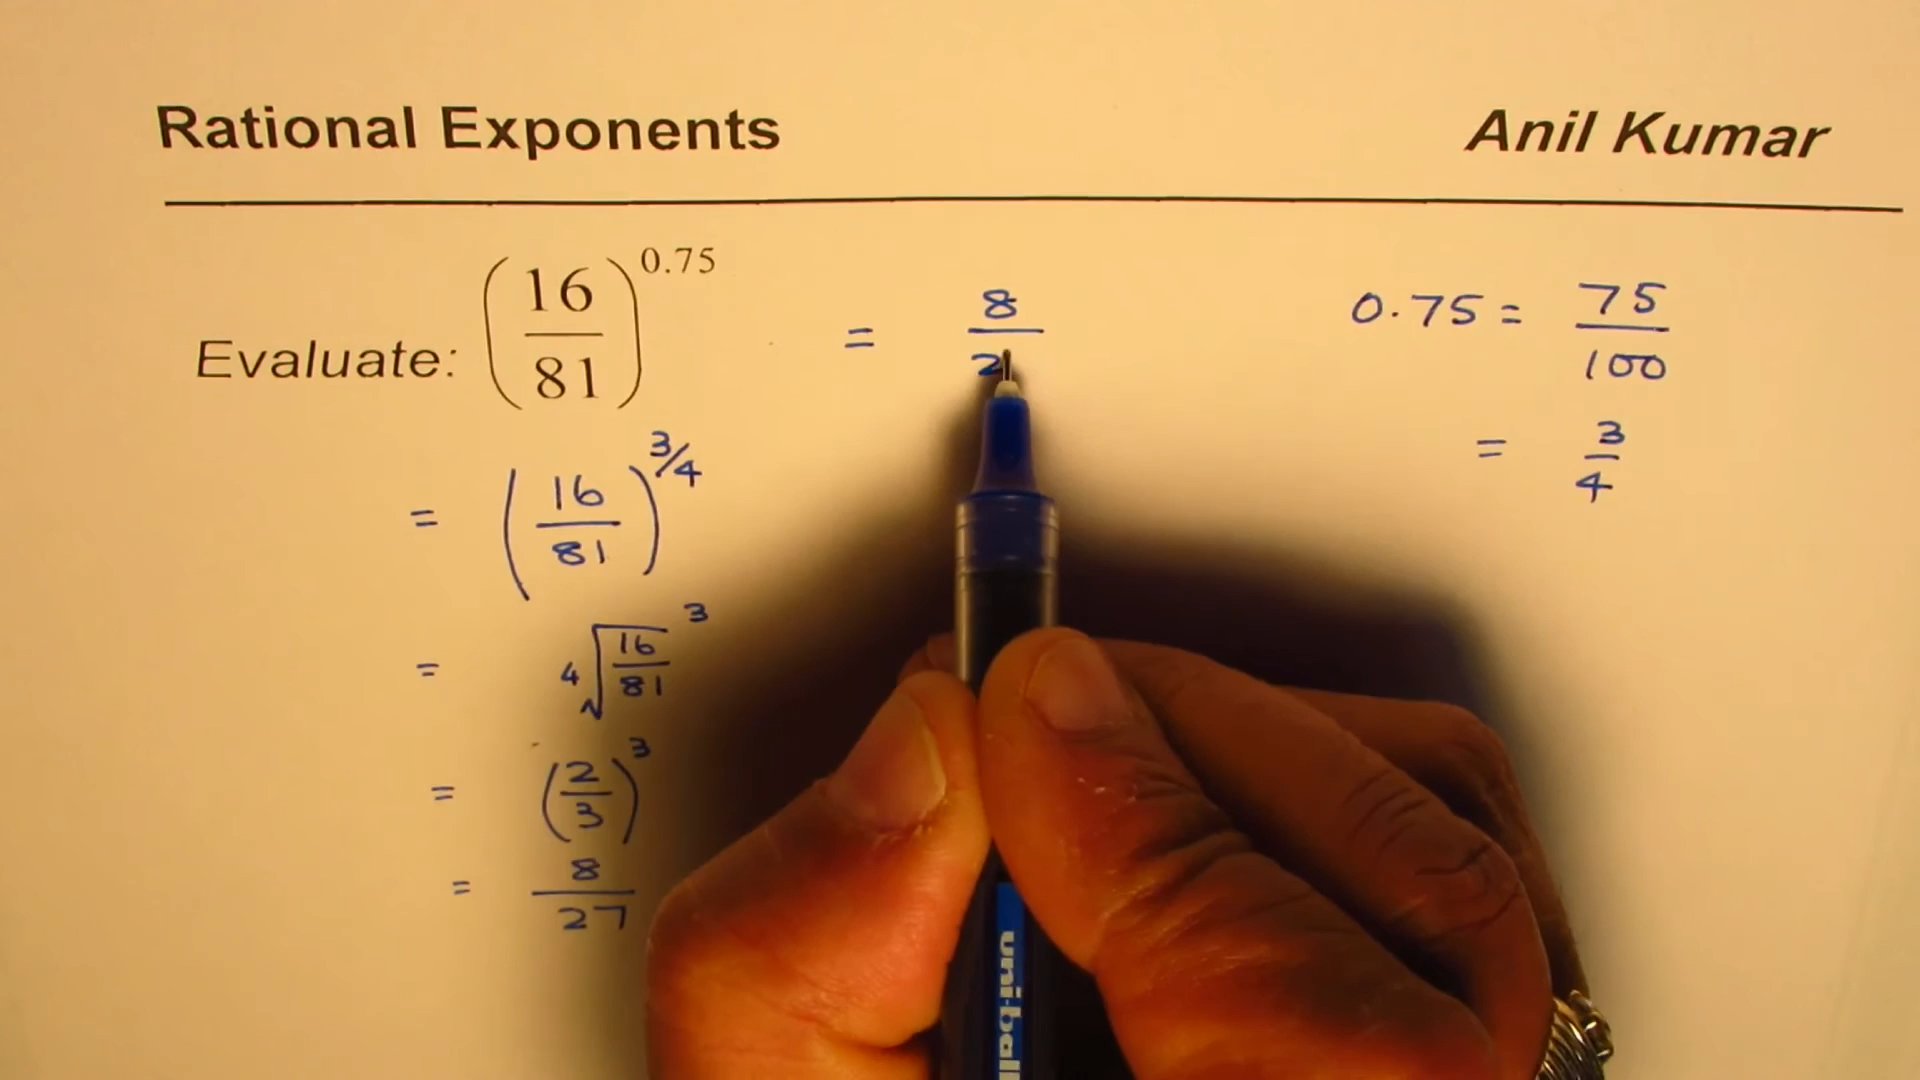 Rational Exponents
Anil Kumar
Evaluate: (16/81)^0.75 = 8/2
0.75 = 75/100
= 3/4
= (16/81)^3/4
= ⁴√(16/81) ³
= (2/3)³
= 8/27
uni-ball